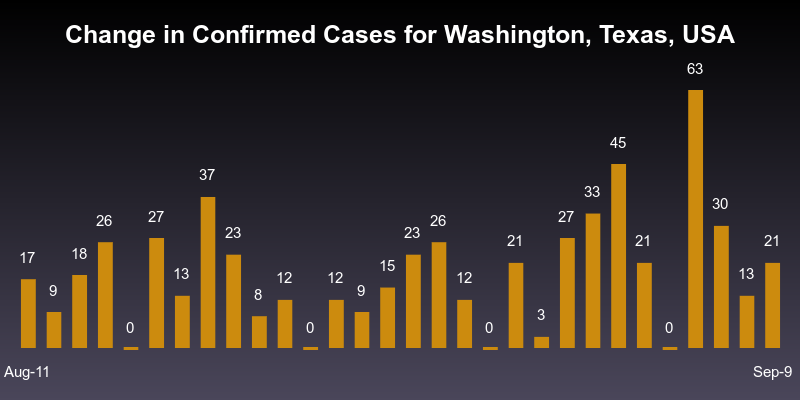 Change in Confirmed Cases for Washington, Texas, USA
17 9 18 26 0 27 13 37 23 8 12 0 12 9 15 23 26 12 0 21 3 27 33 45 21 0 63 30 13 21
Aug-11 Sep-9